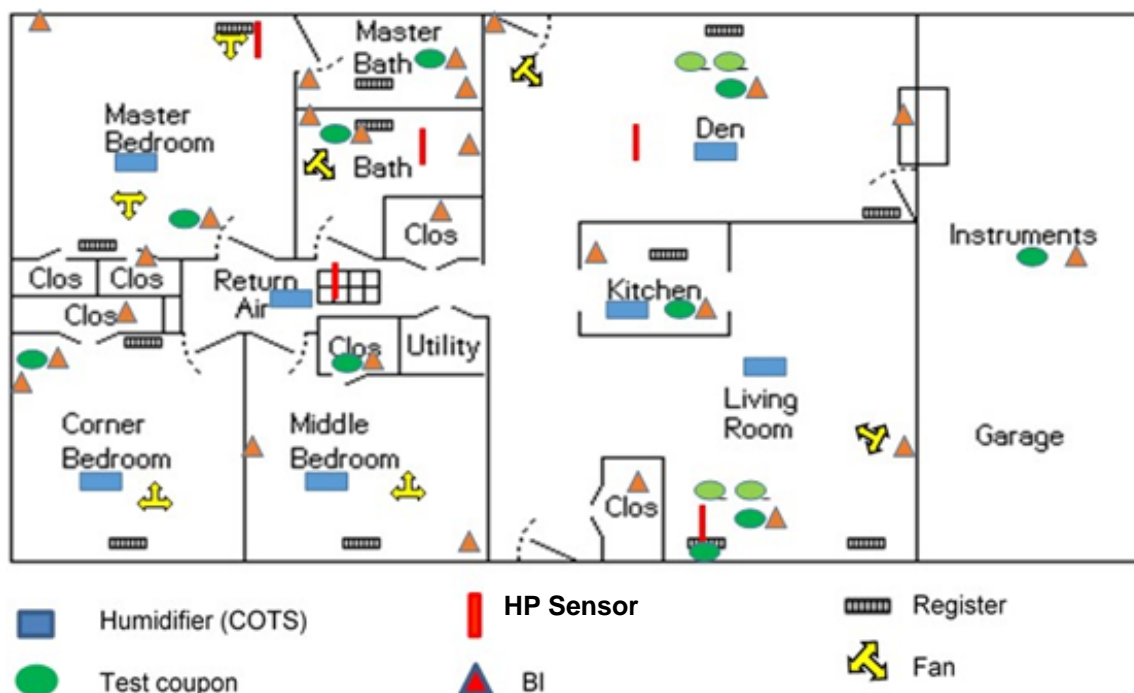 Master
Bath
Master
Bedroom
Den
Bath
Clos
Instruments
Clos
Clos
Return
Air
Kitchen
Clos
Clos
Utility
Living
Room
Corner
Bedroom
Middle
Bedroom
Garage
Clos
Humidifier (COTS)
HP Sensor
Register
Test coupon
BI
Fan